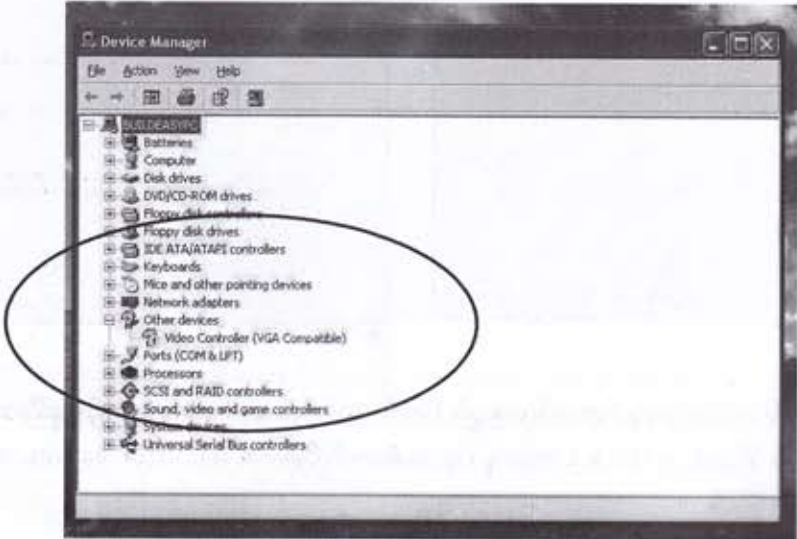 Device Manager
File Action View Help
Batteries
Computer
Disk drives
DVD/CD-ROM drives
Floppy disk controllers
Floppy disk drives
IDE ATA/ATAPI controllers
Keyboards
Mice and other pointing devices
Network adapters
Other devices
Video Controller (VGA Compatible)
Ports (COM & LPT)
Processors
SCSI and RAID controllers
Sound, video and game controllers
System devices
Universal Serial Bus controllers